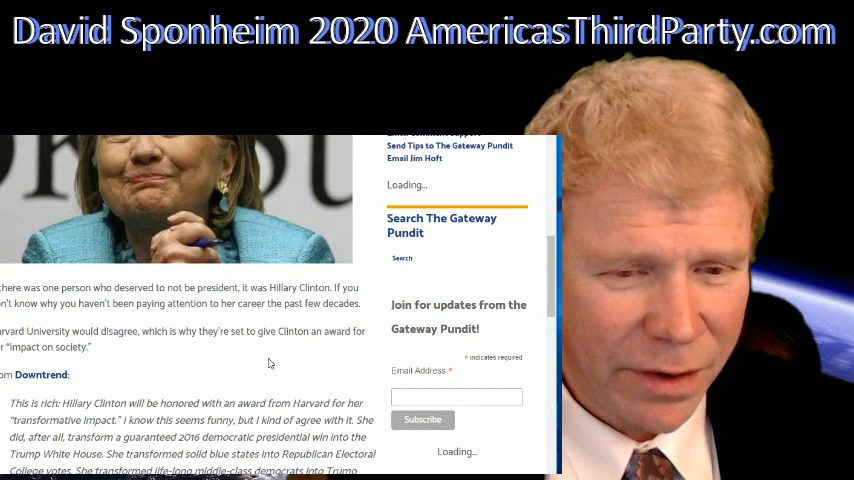 David Sponheim 2020 AmericasThirdParty.com
Send Tips to The Gateway Pundit
Email Jim Hoft
Loading...
Search The Gateway
Pundit
Search
there was one person who deserved to not be president, it was Hillary Clinton. If you
n't know why you haven't been paying attention to her career the past few decades.
rvard University would disagree, which is why they're set to give Clinton an award for
r "impact on society."
om Downtrend:
This is rich: Hillary Clinton will be honored with an award from Harvard for her
"transformative impact." I know this seems funny, but I kind of agree with it. She
did, after all, transform a guaranteed 2016 democratic presidential win into the
Trump White House. She transformed solid blue states into Republican Electoral
College votes. She transformed life-long middle-class democrats into Trump
Join for updates from the
Gateway Pundit!
* indicates required
Email Address *
Subscribe
Loading...